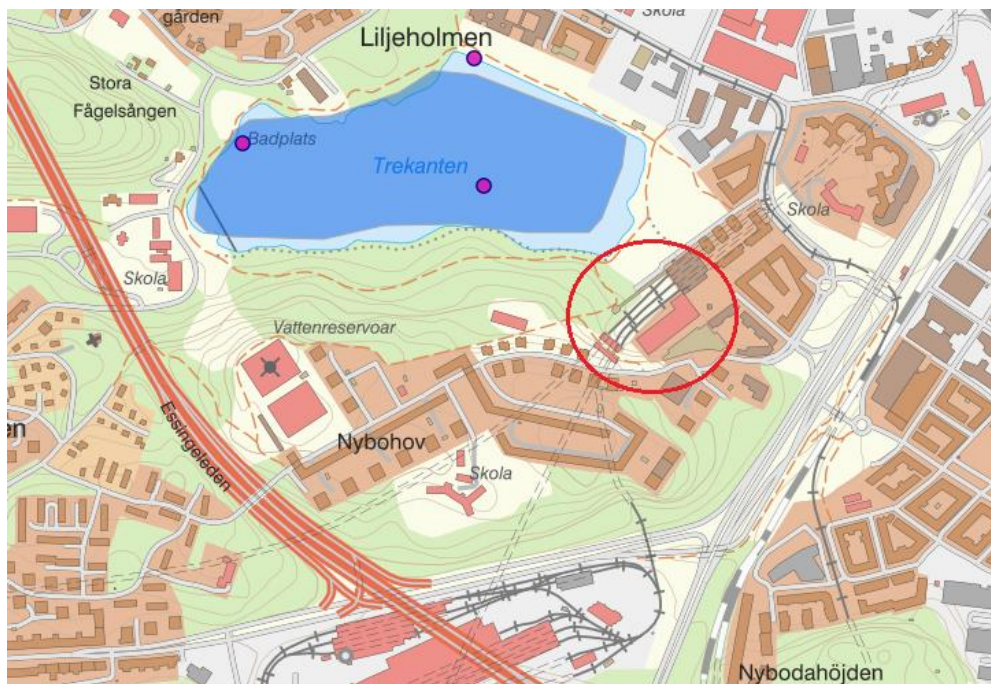 gården
Skola
Liljeholmen
Stora
Fågelsången
Badplats
Trekanten
Skola
Skola
Vattenreservoar
Essingeleden
en
Nybohov
Skola
Nybodahöjden